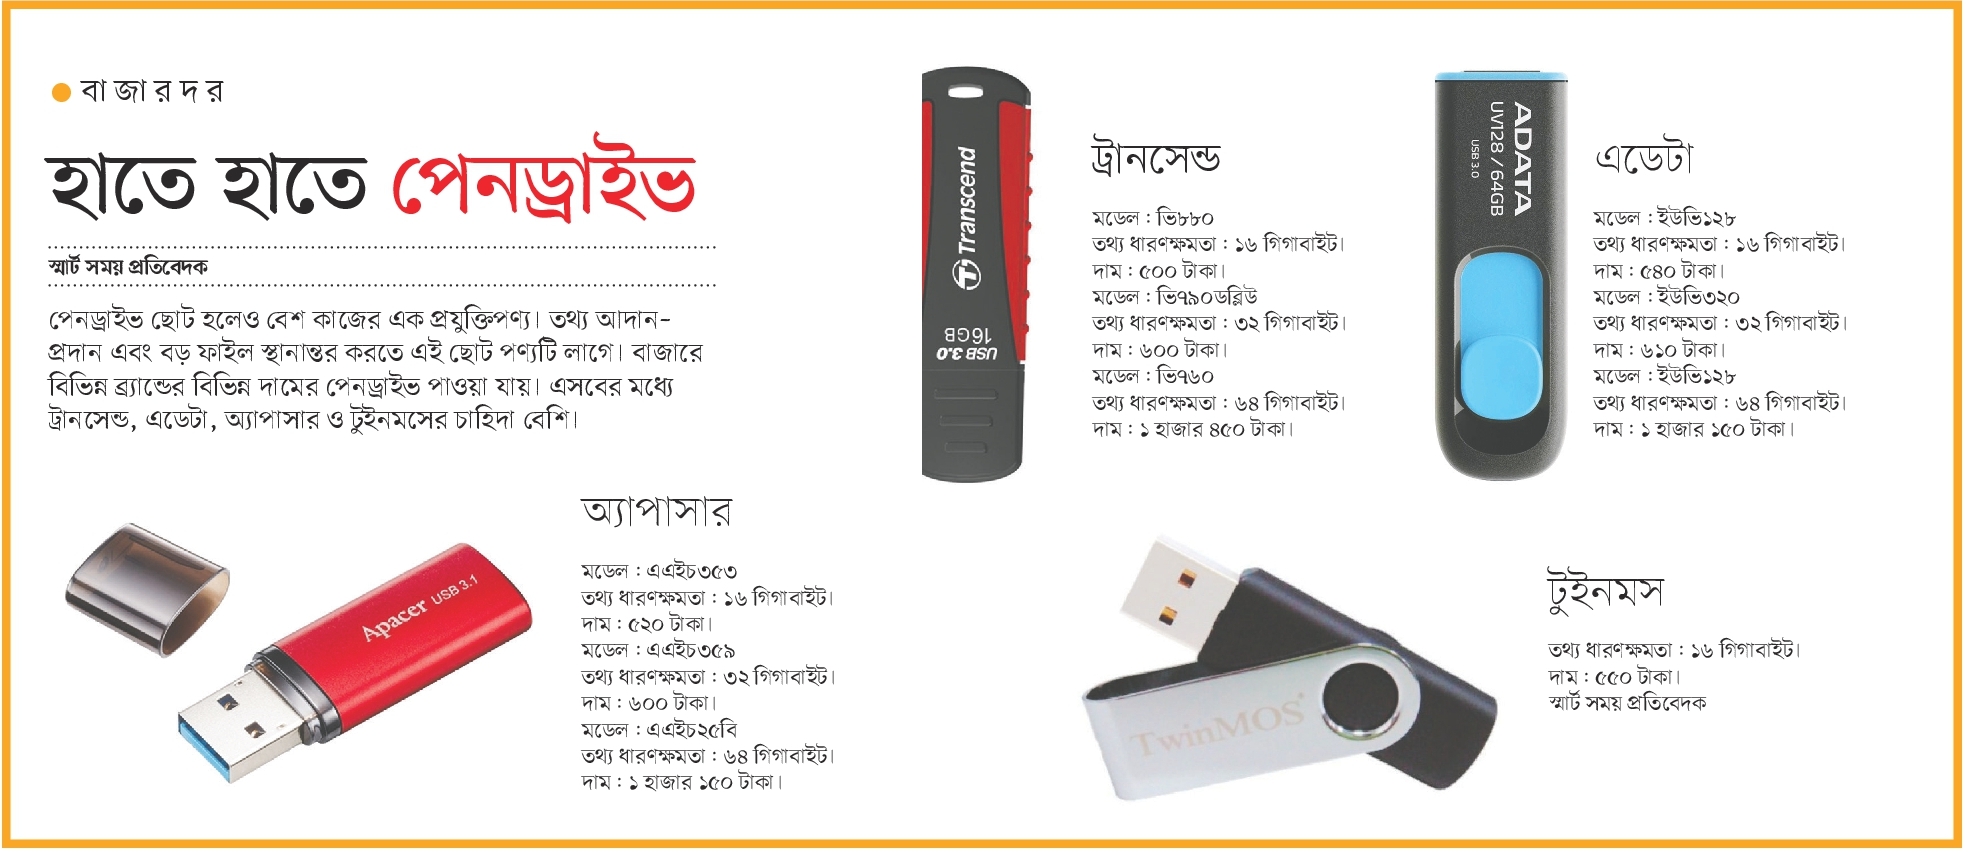 বাজারদর
হাতে হাতে পেনড্রাইভ
স্মার্ট সময় প্রতিবেদক
পেনড্রাইভ ছোট হলেও বেশ কাজের এক প্রযুক্তিপণ্য। তথ্য আদান-
প্রদান এবং বড় ফাইল স্থানান্তর করতে এই ছোট পণ্যটি লাগে। বাজারে
বিভিন্ন ব্র্যান্ডের বিভিন্ন দামের পেনড্রাইভ পাওয়া যায়। এসবের মধ্যে
ট্রানসেন্ড, এডেটা, অ্যাপাসার ও টুইনমসের চাহিদা বেশি।
Transcend
16GB
USB 3.0
ট্রানসেন্ড
মডেল : ভি৮৮০
তথ্য ধারণক্ষমতা : ১৬ গিগাবাইট।
দাম : ৫০০ টাকা।
মডেল : ভি৭৯০ডব্লিউ
তথ্য ধারণক্ষমতা : ৩২ গিগাবাইট।
দাম : ৬০০ টাকা।
মডেল : ভি৭৬০
তথ্য ধারণক্ষমতা : ৬৪ গিগাবাইট।
দাম : ১ হাজার ৪৫০ টাকা।
ADATA
UV128 / 64GB
USB 3.0
এডেটা
মডেল : ইউভি১২৮
তথ্য ধারণক্ষমতা : ১৬ গিগাবাইট।
দাম : ৫৪০ টাকা।
মডেল : ইউভি৩২০
তথ্য ধারণক্ষমতা : ৩২ গিগাবাইট।
দাম : ৬১০ টাকা।
মডেল : ইউভি১২৮
তথ্য ধারণক্ষমতা : ৬৪ গিগাবাইট।
দাম : ১ হাজার ১৫০ টাকা।
Apacer USB 3.1
অ্যাপাসার
মডেল : এএইচ৩৫৩
তথ্য ধারণক্ষমতা : ১৬ গিগাবাইট।
দাম : ৫২০ টাকা।
মডেল : এএইচ৩৫৯
তথ্য ধারণক্ষমতা : ৩২ গিগাবাইট।
দাম : ৬০০ টাকা।
মডেল : এএইচ২৫বি
তথ্য ধারণক্ষমতা : ৬৪ গিগাবাইট।
দাম : ১ হাজার ১৫০ টাকা।
TwinMOS
টুইনমস
তথ্য ধারণক্ষমতা : ১৬ গিগাবাইট।
দাম : ৫৫০ টাকা।
স্মার্ট সময় প্রতিবেদক